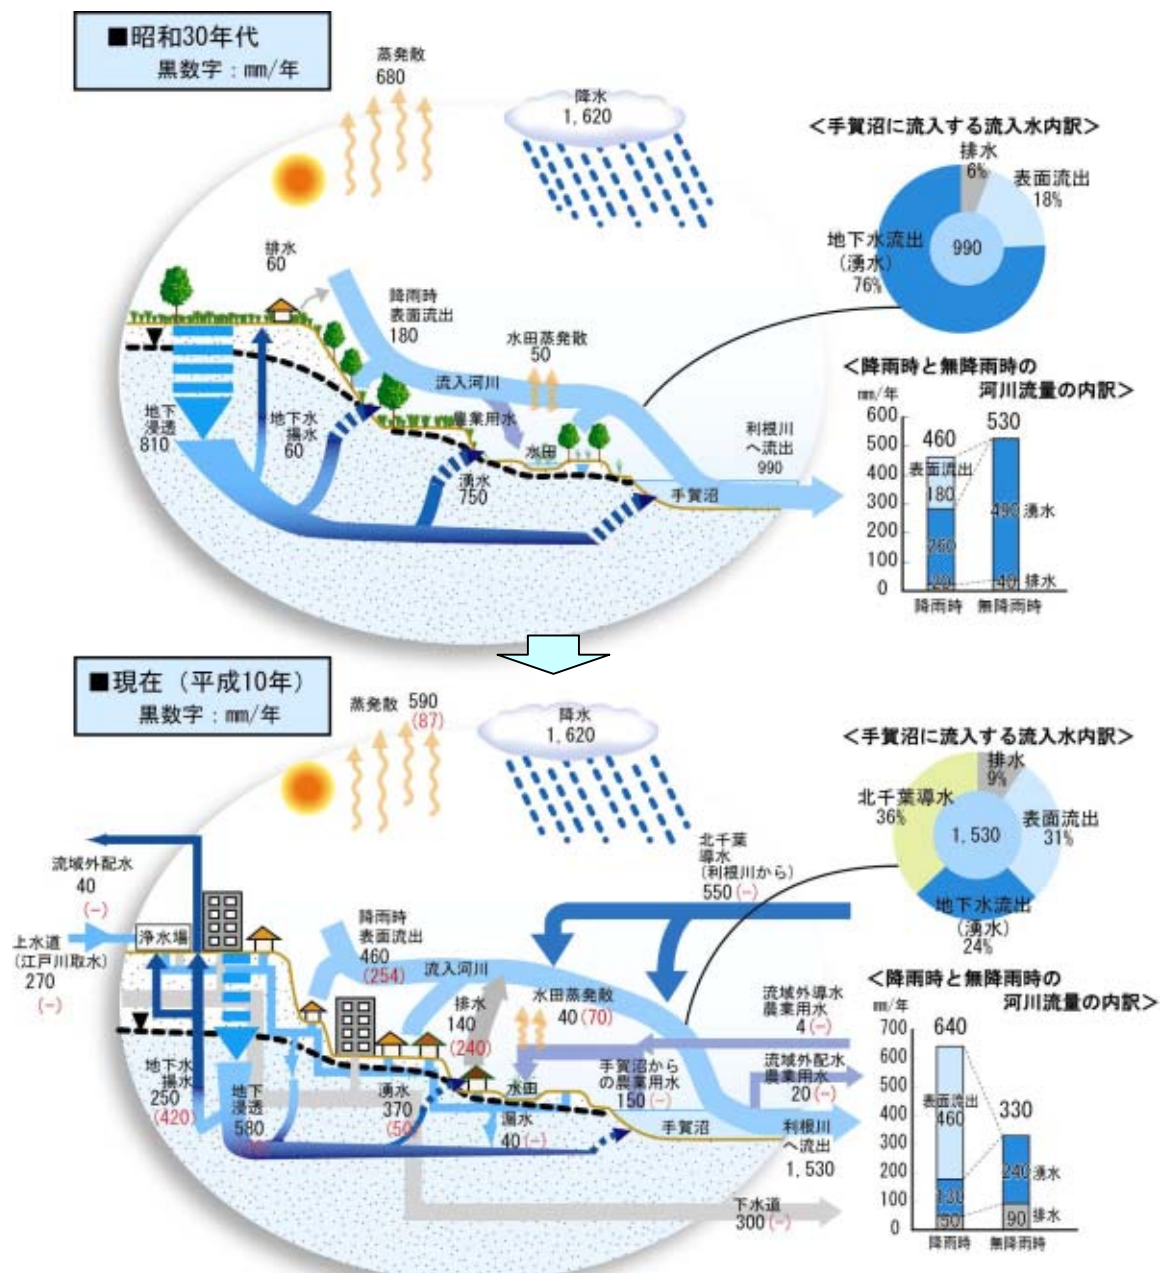 ■昭和30年代
黒数字：mm/年
蒸発散
680
降水
1,620
排水
60
降雨時
表面流出
180
水田蒸発散
50
流入河川
農業用水
水田
地下
浸透
810
地下水
揚水
60
湧水
750
手賀沼
利根川
へ流出
990
＜手賀沼に流入する流入水内訳＞
排水
6%
表面流出
18%
地下水流出
(湧水)
76%
990
＜降雨時と無降雨時の
河川流量の内訳＞
mm/年
600
500
400
300
200
100
0
460
表面流出
180
260
20
530
490 湧水
40 排水
降雨時
無降雨時
■現在（平成10年）
黒数字：mm/年
蒸発散 590
(87)
降水
1,620
流域外配水
40
(-)
上水道
(江戸川取水)
270
(-)
浄水場
降雨時
表面流出
460
(254)
流入河川
北千葉
導水
(利根川から)
550(-)
排水
140
(240)
水田蒸発散
40(70)
流域外導水
農業用水
4(-)
手賀沼から
の農業用水
150(-)
流域外配水
農業用水
20(-)
地下水
揚水
250
(420)
地下
浸透
580
湧水
370
水田
漏水
40(-)
手賀沼
利根川
へ流出
1,530
下水道
300(-)
＜手賀沼に流入する流入水内訳＞
排水
9%
北千葉導水
36%
表面流出
31%
1,530
地下水流出
(湧水)
24%
＜降雨時と無降雨時の
河川流量の内訳＞
mm/年
700
600
500
400
300
200
100
0
640
表面流出
460
130
50
330
240 湧水
90 排水
降雨時
無降雨時